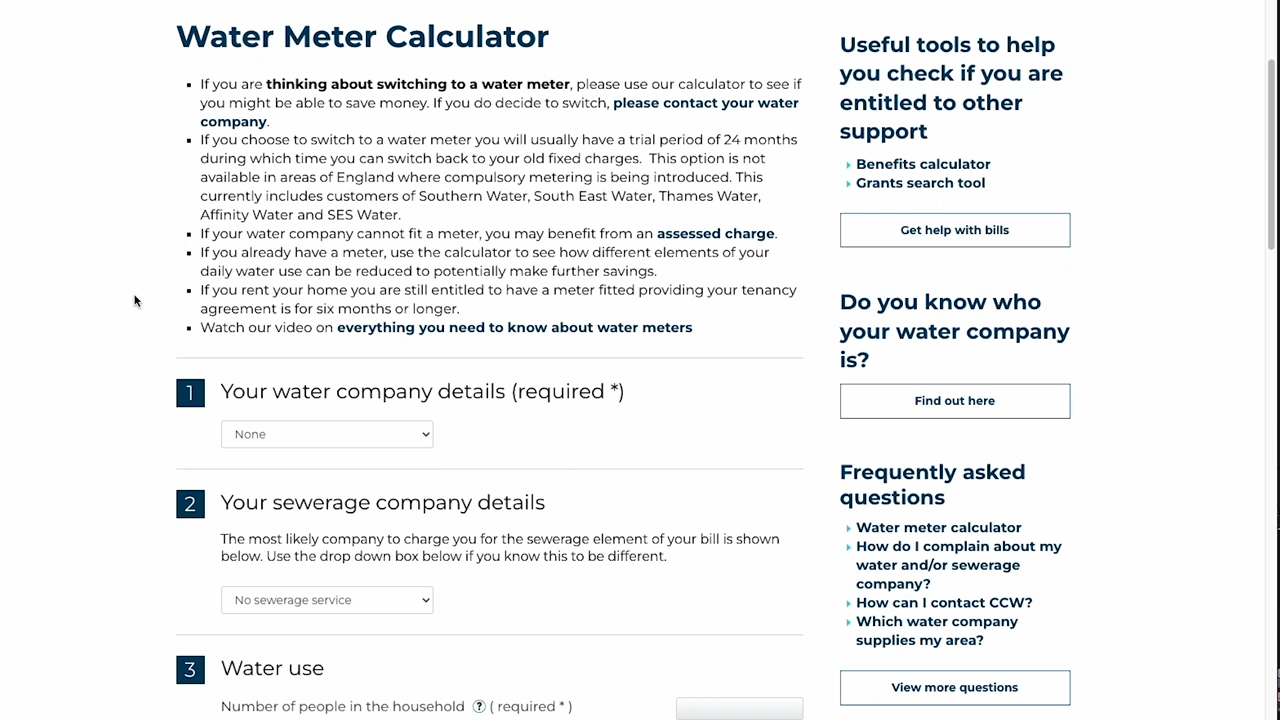 Water Meter Calculator
If you are thinking about switching to a water meter, please use our calculator to see if
you might be able to save money. If you do decide to switch, please contact your water
company.
If you choose to switch to a water meter you will usually have a trial period of 24 months
during which time you can switch back to your old fixed charges. This option is not
available in areas of England where compulsory metering is being introduced. This
currently includes customers of Southern Water, South East Water, Thames Water,
Affinity Water and SES Water.
If your water company cannot fit a meter, you may benefit from an assessed charge.
If you already have a meter, use the calculator to see how different elements of your
daily water use can be reduced to potentially make further savings.
If you rent your home you are still entitled to have a meter fitted providing your tenancy
agreement is for six months or longer.
Watch our video on everything you need to know about water meters
1 Your water company details (required *)
None
2 Your sewerage company details
The most likely company to charge you for the sewerage element of your bill is shown
below. Use the drop down box below if you know this to be different.
No sewerage service
3 Water use
Number of people in the household ? ( required * )
Useful tools to help
you check if you are
entitled to other
support
Benefits calculator
Grants search tool
Get help with bills
Do you know who
your water company
is?
Find out here
Frequently asked
questions
Water meter calculator
How do I complain about my
water and/or sewerage
company?
How can I contact CCW?
Which water company
supplies my area?
View more questions